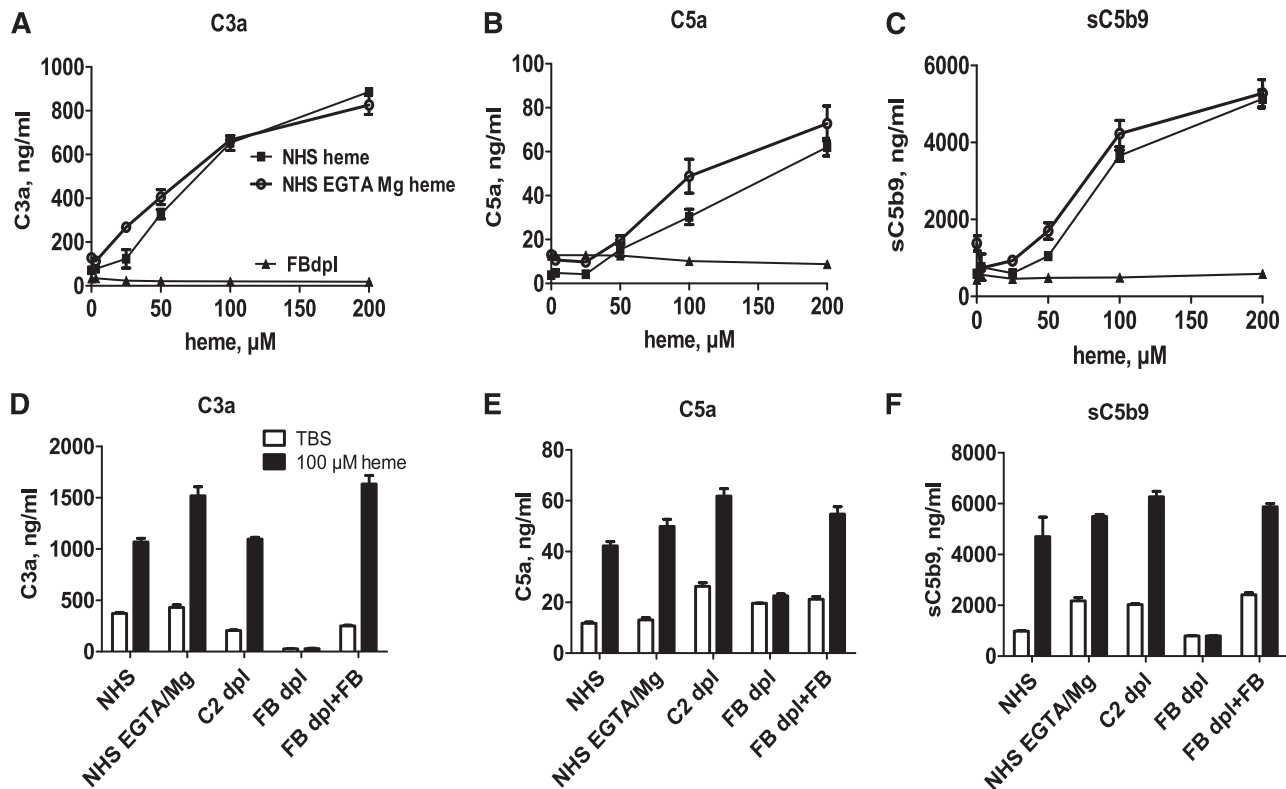 A
C3a
1000
800
600
400
200
0
C3a, ng/ml
NHS heme
NHS EGTA Mg heme
FBdpl
0
50
100
150
200
heme, µM
B
C5a
100
80
60
40
20
0
C5a, ng/ml
0
50
100
150
200
heme, µM
C
sC5b9
6000
4000
2000
0
sC5b9, ng/ml
0
50
100
150
200
heme, µM
D
C3a
2000
1500
1000
500
0
C3a, ng/ml
TBS
100 µM heme
NHS
NHS EGTA/Mg
C2 dpl
FB dpl
FB dpl+FB
E
C5a
80
60
40
20
0
C5a, ng/ml
NHS
NHS EGTA/Mg
C2 dpl
FB dpl
FB dpl+FB
F
sC5b9
8000
6000
4000
2000
0
sC5b9, ng/ml
NHS
NHS EGTA/Mg
C2 dpl
FB dpl
FB dpl+FB